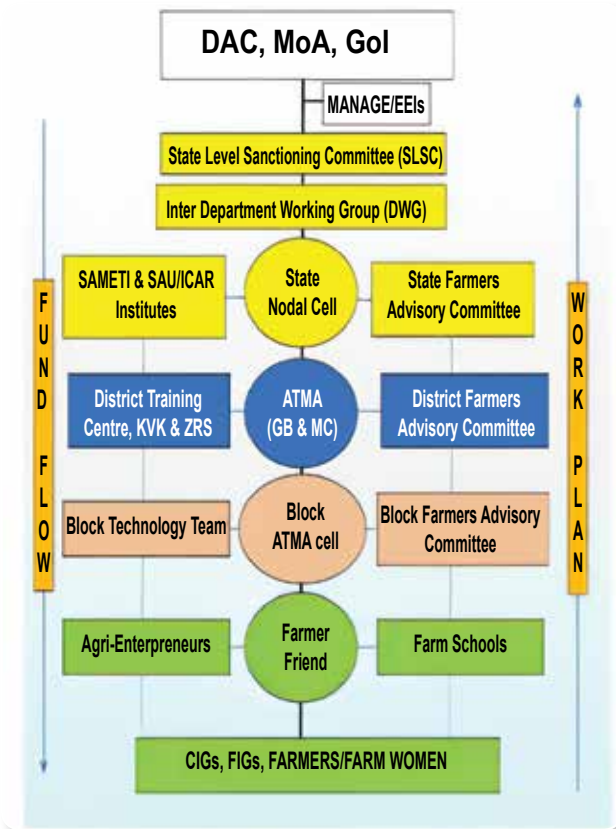 DAC, MoA, GoI
MANAGE/EEIs
State Level Sanctioning Committee (SLSC)
Inter Department Working Group (DWG)
SAMETI & SAU/ICAR
Institutes
State
Nodal Cell
State Farmers
Advisory Committee
FUND FLOW
WORK PLAN
District Training
Centre, KVK & ZRS
ATMA
(GB & MC)
District Farmers
Advisory Committee
Block Technology Team
Block
ATMA cell
Block Farmers Advisory
Committee
Agri-Enterpreneurs
Farmer
Friend
Farm Schools
CIGs, FIGs, FARMERS/FARM WOMEN